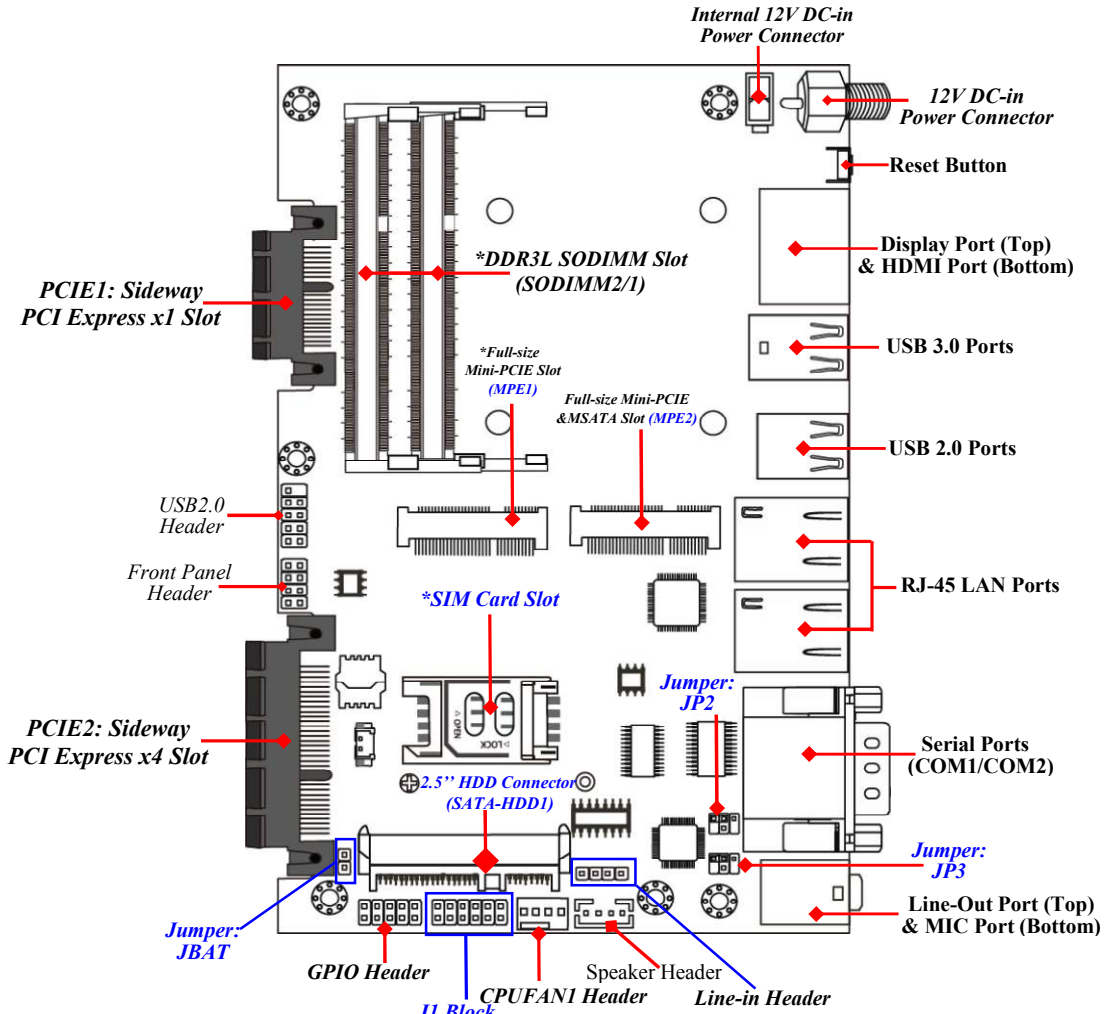 Internal 12V DC-in
Power Connector
12V DC-in
Power Connector
Reset Button
Display Port (Top)
& HDMI Port (Bottom)
*DDR3L SODIMM Slot
(SODIMM2/1)
PCIE1: Sideway
PCI Express x1 Slot
USB 3.0 Ports
*Full-size
Mini-PCIE Slot
(MPE1)
Full-size Mini-PCIE
&MSATA Slot (MPE2)
USB 2.0 Ports
USB2.0
Header
Front Panel
Header
RJ-45 LAN Ports
*SIM Card Slot
Jumper:
JP2
△ OPEN
▷LOCK
PCIE2: Sideway
PCI Express x4 Slot
Serial Ports
(COM1/COM2)
2.5’’ HDD Connector
(SATA-HDD1)
Jumper:
JP3
Line-Out Port (Top)
& MIC Port (Bottom)
Jumper:
JBAT
GPIO Header
Speaker Header
CPUFAN1 Header
Line-in Header
J1 Block